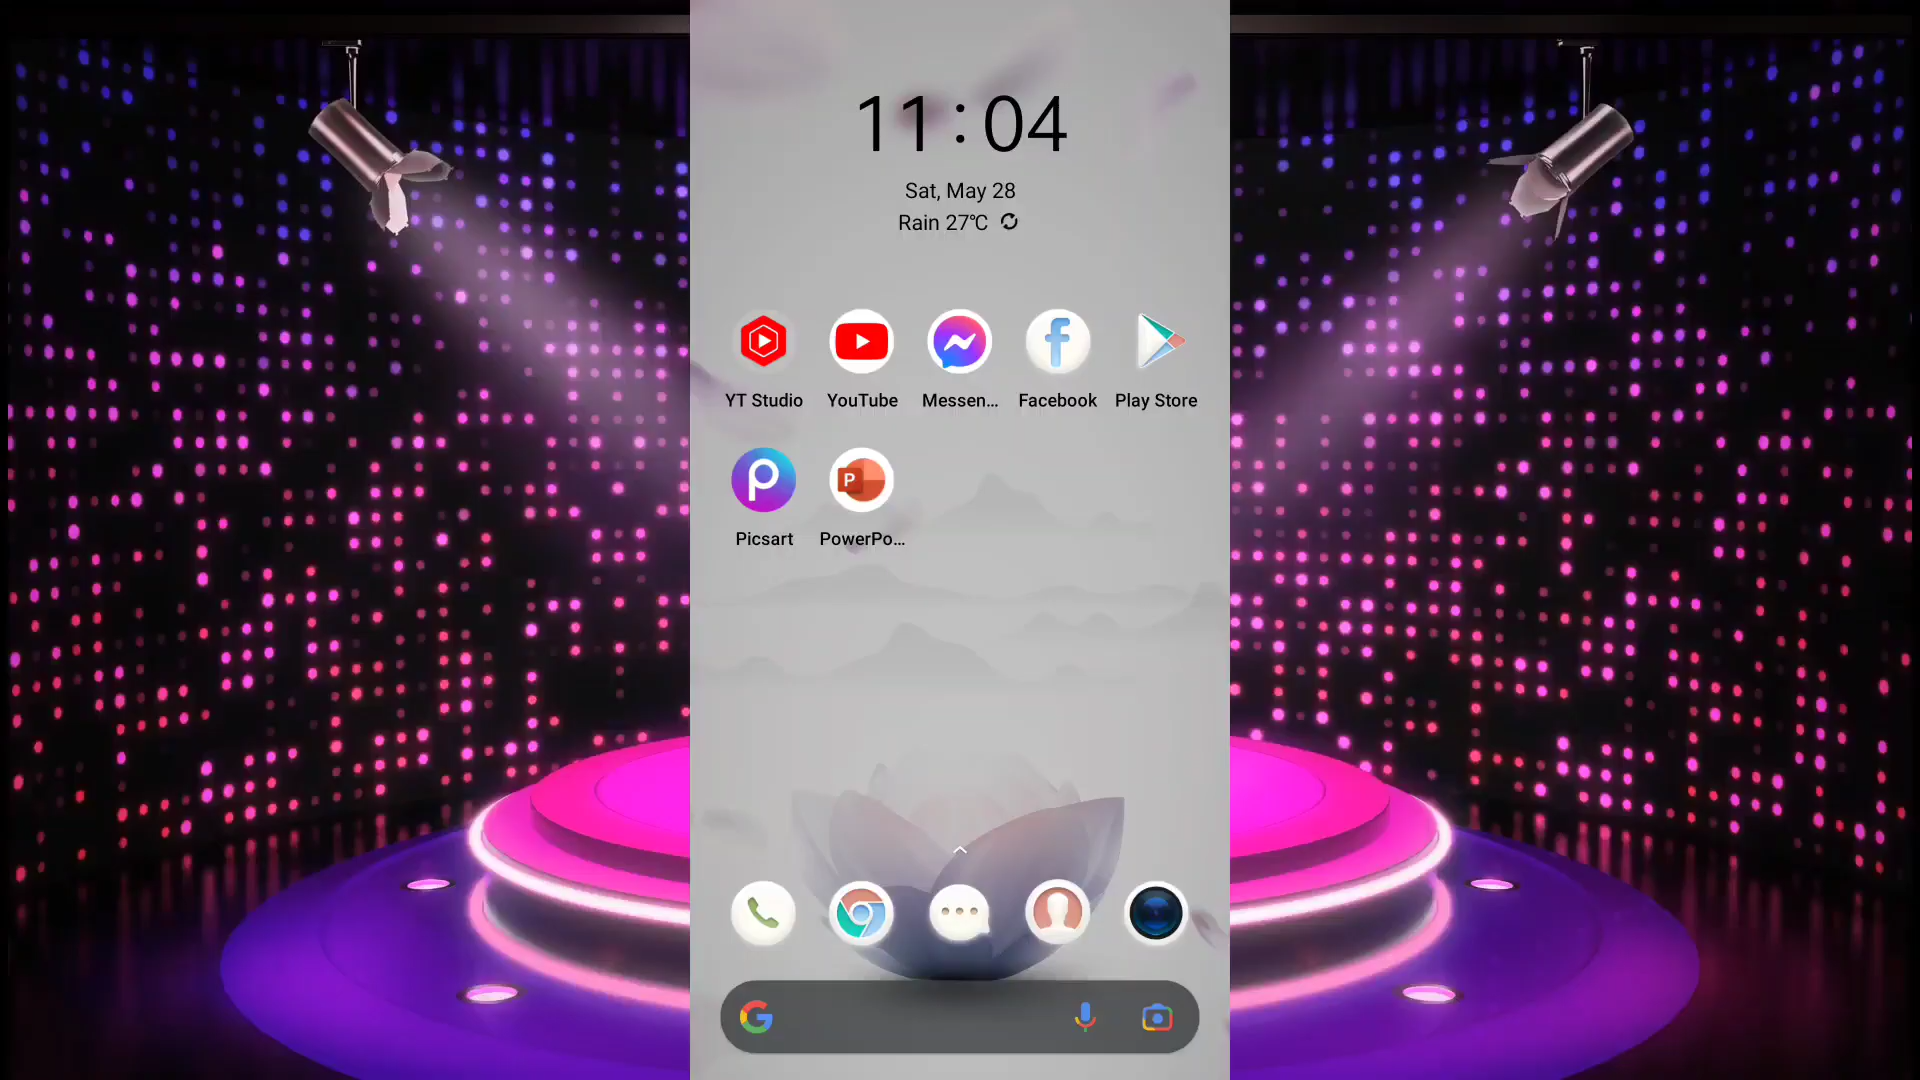 11:04
Sat, May 28
Rain 27℃
YT Studio YouTube Messen... Facebook Play Store
P
Picsart PowerPo...